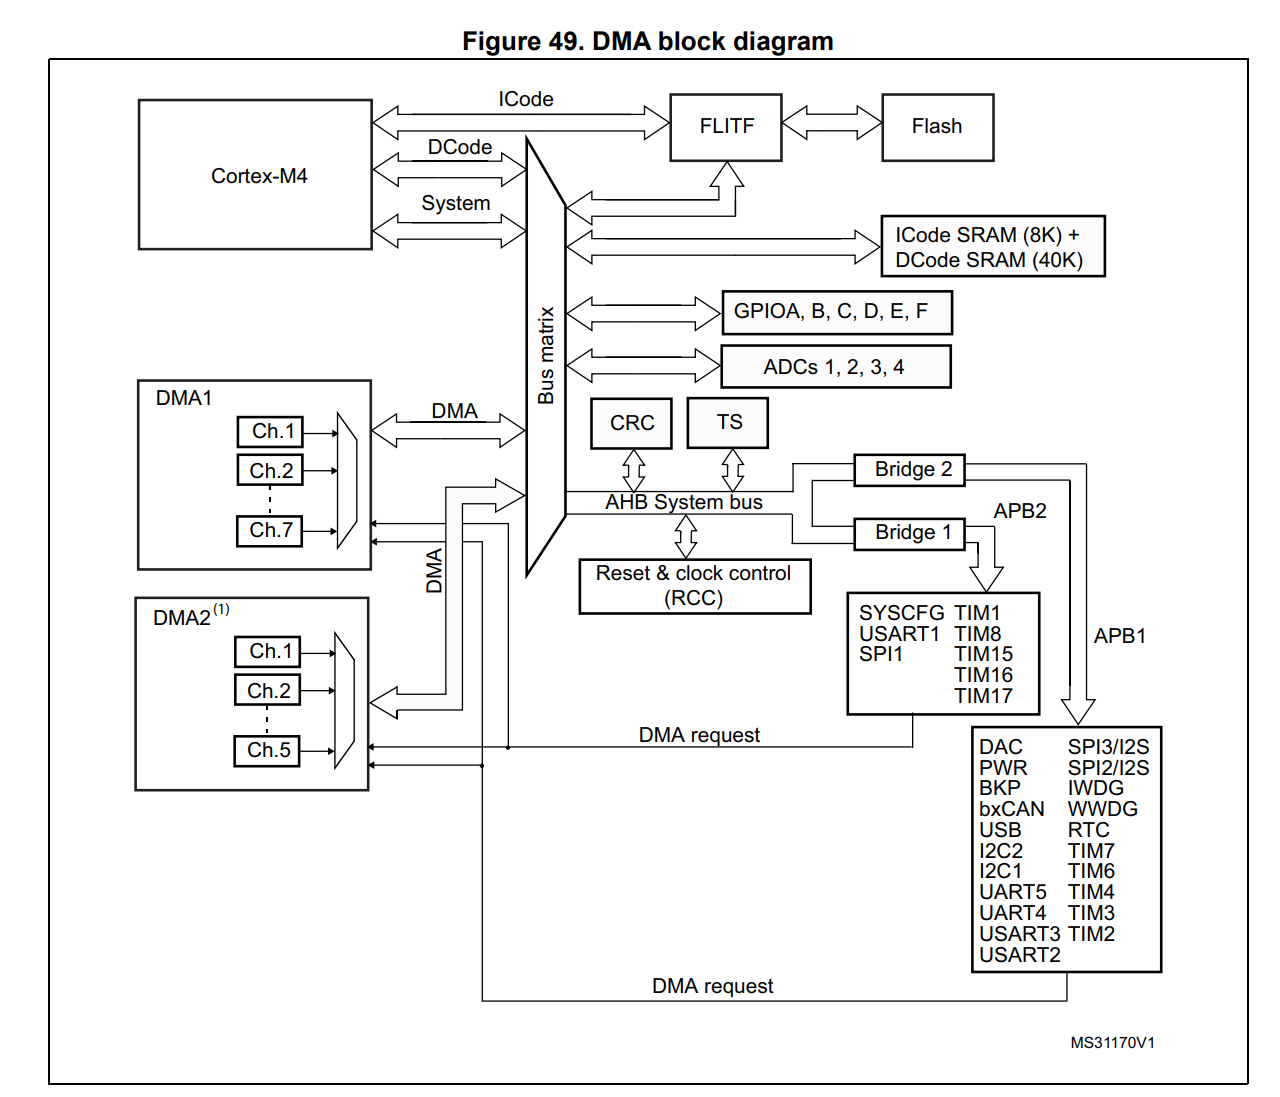 Figure 49. DMA block diagram
ICode
FLITF
Flash
DCode
Cortex-M4
System
ICode SRAM (8K) +
DCode SRAM (40K)
GPIOA, B, C, D, E, F
Bus matrix
ADCs 1, 2, 3, 4
DMA1
DMA
Ch.1
CRC
TS
Ch.2
Bridge 2
AHB System bus
APB2
Ch.7
Bridge 1
DMA
Reset & clock control
(RCC)
DMA2(1)
SYSCFG TIM1
USART1 TIM8
SPI1 TIM15
TIM16
TIM17
APB1
Ch.1
Ch.2
Ch.5
DMA request
DAC SPI3/I2S
PWR SPI2/I2S
BKP IWDG
bxCAN WWDG
USB RTC
I2C2 TIM7
I2C1 TIM6
UART5 TIM4
UART4 TIM3
USART3 TIM2
USART2
DMA request
MS31170V1